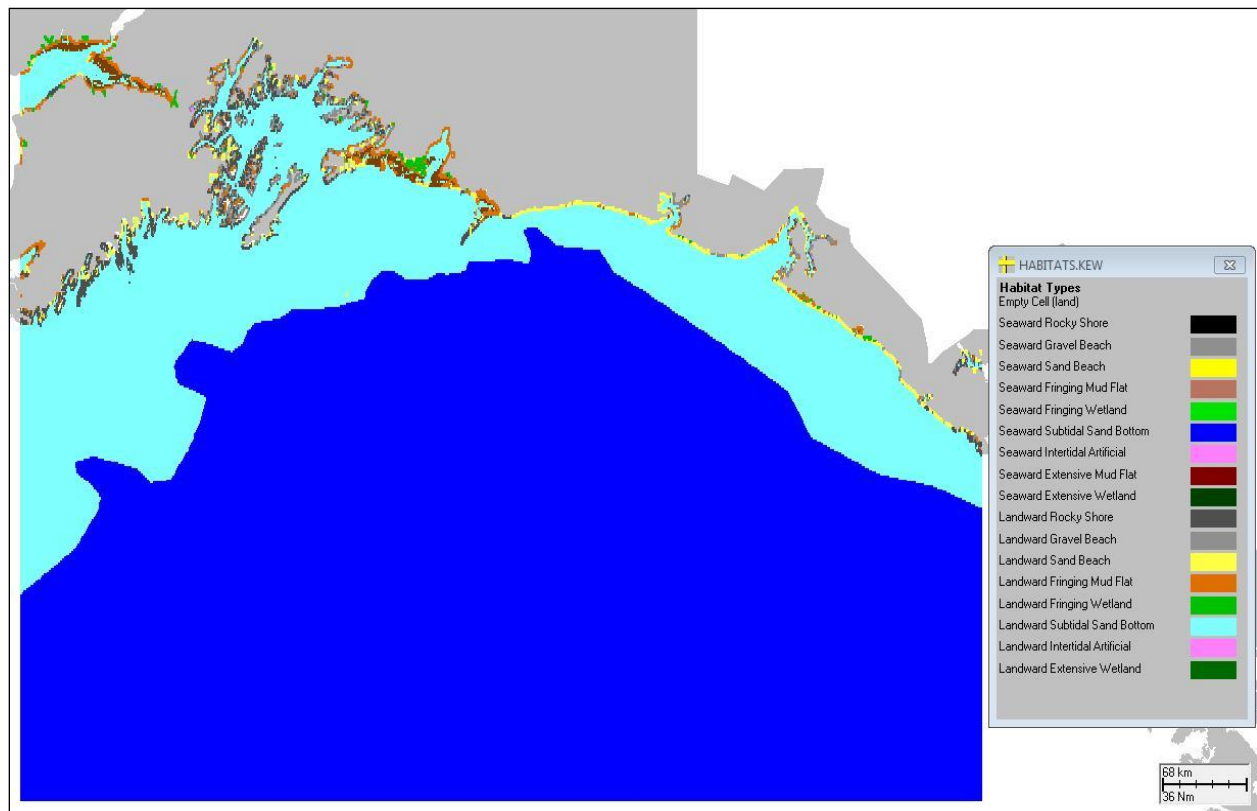 HABITATS.KEW
Habitat Types
Empty Cell (land)
Seaward Rocky Shore
Seaward Gravel Beach
Seaward Sand Beach
Seaward Fringing Mud Flat
Seaward Fringing Wetland
Seaward Subtidal Sand Bottom
Seaward Intertidal Artificial
Seaward Extensive Mud Flat
Seaward Extensive Wetland
Landward Rocky Shore
Landward Gravel Beach
Landward Sand Beach
Landward Fringing Mud Flat
Landward Fringing Wetland
Landward Subtidal Sand Bottom
Landward Intertidal Artificial
Landward Extensive Wetland
68 km
36 Nm